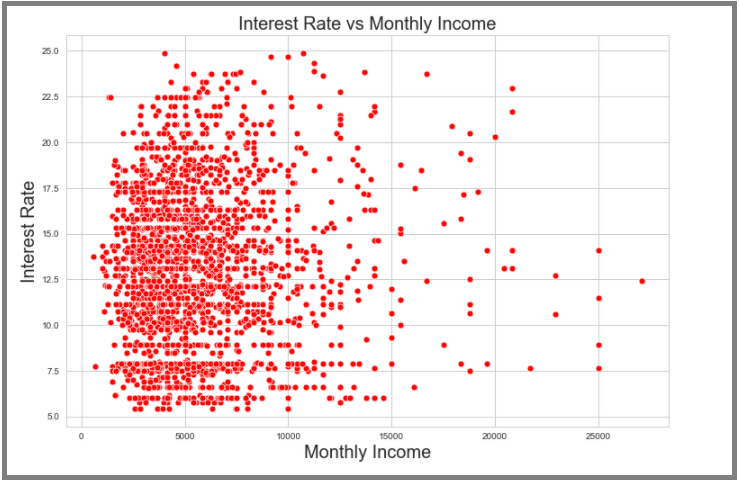 Interest Rate vs Monthly Income
25.0
22.5
20.0
17.5
15.0
12.5
10.0
7.5
5.0
Interest Rate
0 5000 10000 15000 20000 25000
Monthly Income